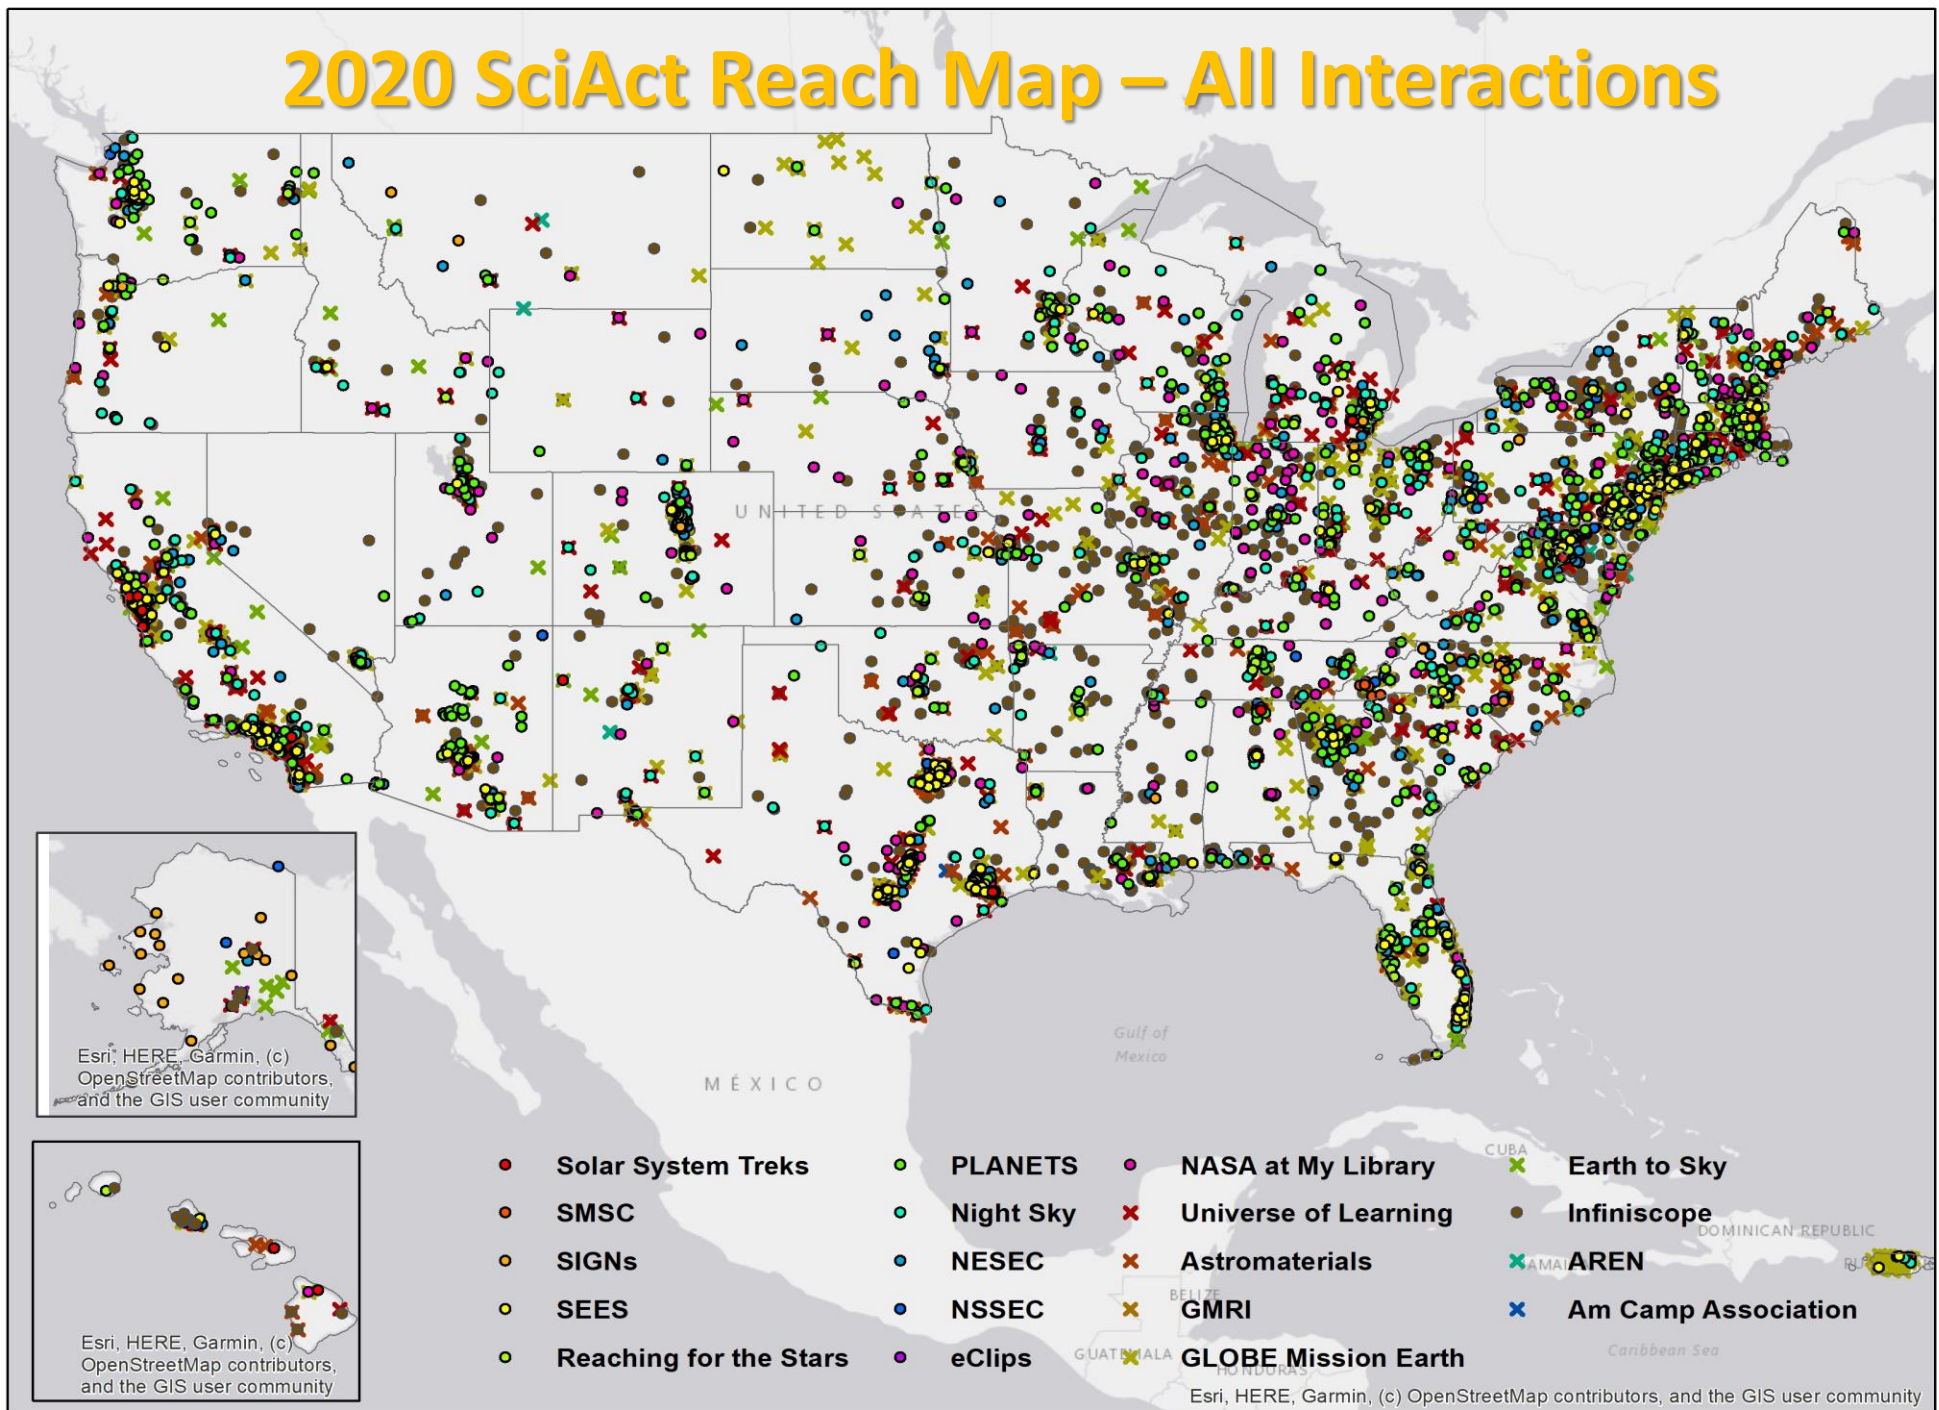 2020 SciAct Reach Map – All Interactions
UNITED STATES
Gulf of
Mexico
MÉXICO
CUBA
DOMINICAN REPUBLIC
BELIZE
GUATEMALA
HONDURAS
Caribbean Sea
Esri, HERE, Garmin, (c)
OpenStreetMap contributors,
and the GIS user community
Esri, HERE, Garmin, (c)
OpenStreetMap contributors,
and the GIS user community
Solar System Treks
SMSC
SIGNs
SEES
Reaching for the Stars
PLANETS
Night Sky
NESEC
NSSEC
eClips
NASA at My Library
Universe of Learning
Astromaterials
GMRI
GLOBE Mission Earth
Earth to Sky
Infiniscope
AREN
Am Camp Association
Esri, HERE, Garmin, (c) OpenStreetMap contributors, and the GIS user community